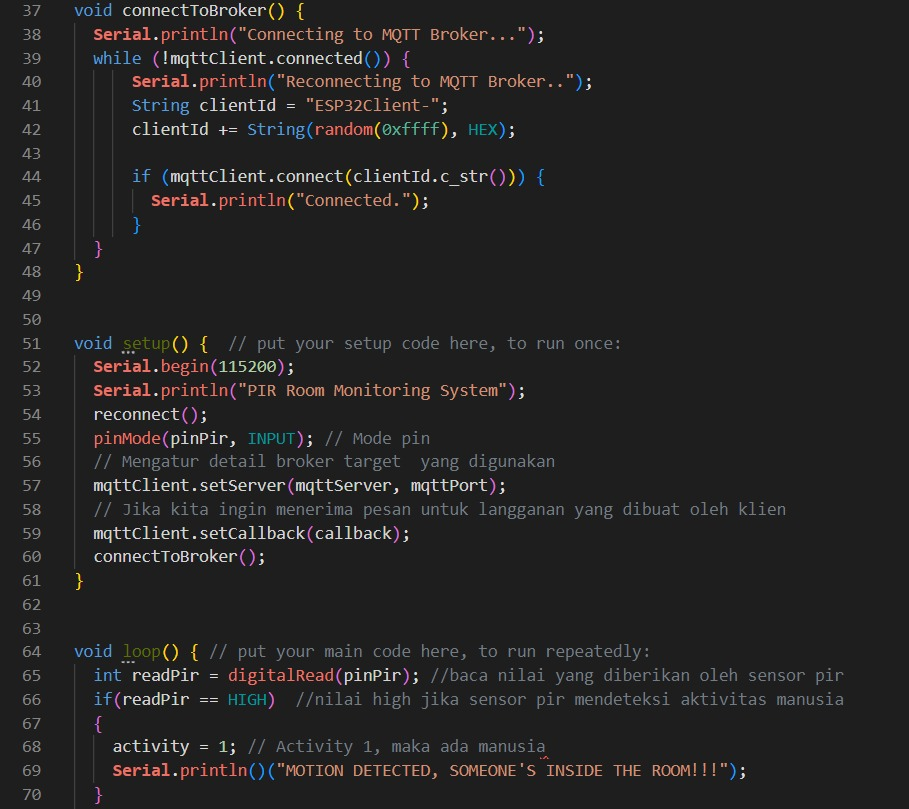 37 void connectToBroker() {
38 Serial.println("Connecting to MQTT Broker...");
39 while (!mqttClient.connected()) {
40 Serial.println("Reconnecting to MQTT Broker..");
41 String clientId = "ESP32Client-";
42 clientId += String(random(0xffff), HEX);
43
44 if (mqttClient.connect(clientId.c_str())) {
45 Serial.println("Connected.");
46 }
47 }
48 }
49
50
51 void setup() { // put your setup code here, to run once:
52 Serial.begin(115200);
53 Serial.println("PIR Room Monitoring System");
54 reconnect();
55 pinMode(pinPir, INPUT); // Mode pin
56 // Mengatur detail broker target  yang digunakan
57 mqttClient.setServer(mqttServer, mqttPort);
58 // Jika kita ingin menerima pesan untuk langganan yang dibuat oleh klien
59 mqttClient.setCallback(callback);
60 connectToBroker();
61 }
62
63
64 void loop() { // put your main code here, to run repeatedly:
65 int readPir = digitalRead(pinPir); //baca nilai yang diberikan oleh sensor pir
66 if(readPir == HIGH)  //nilai high jika sensor pir mendeteksi aktivitas manusia
67 {
68 activity = 1; // Activity 1, maka ada manusia
69 Serial.println()("MOTION DETECTED, SOMEONE'S INSIDE THE ROOM!!!");
70 }